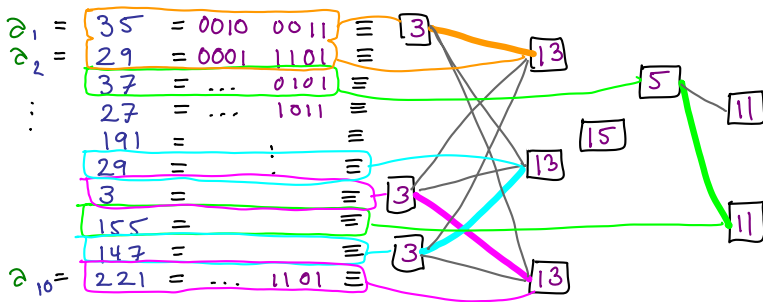 a₁ = 35 = 0010 0011 ≡ 3
a₂ = 29 = 0001 1101 ≡ 13
37 = ... 0101 ≡ 5
⋮ 27 = ... 1011 ≡ 11
191 = ⋮ ≡ 15
29 = ≡ 13
3 = ≡ 3
155 = ≡ 11
147 = ≡ 3
a₁₀ = 221 = ... 1101 ≡ 13